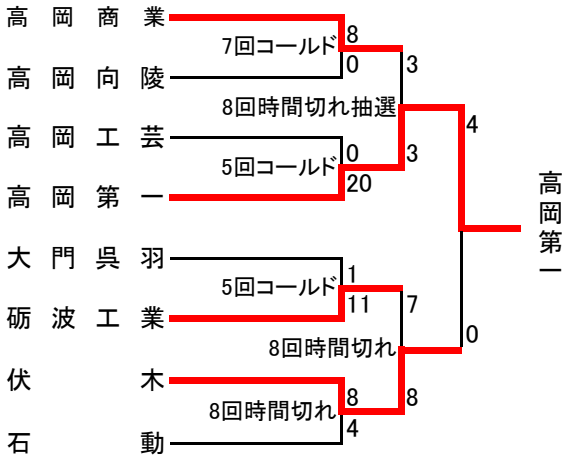 高岡商業
8
7回コールド
0
3
高岡向陵
8回時間切れ抽選
4
高岡工芸
0
5回コールド
3
20
高岡第一
高岡第一
大門呉羽
1
5回コールド
11
7
砺波工業
0
8回時間切れ
伏木
8
8
8回時間切れ
4
石動